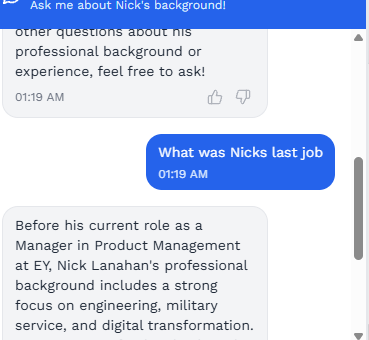 Ask me about Nick's background!
other questions about his
professional background or
experience, feel free to ask!
01:19 AM
What was Nicks last job
01:19 AM
Before his current role as a
Manager in Product Management
at EY, Nick Lanahan's professional
background includes a strong
focus on engineering, military
service, and digital transformation.